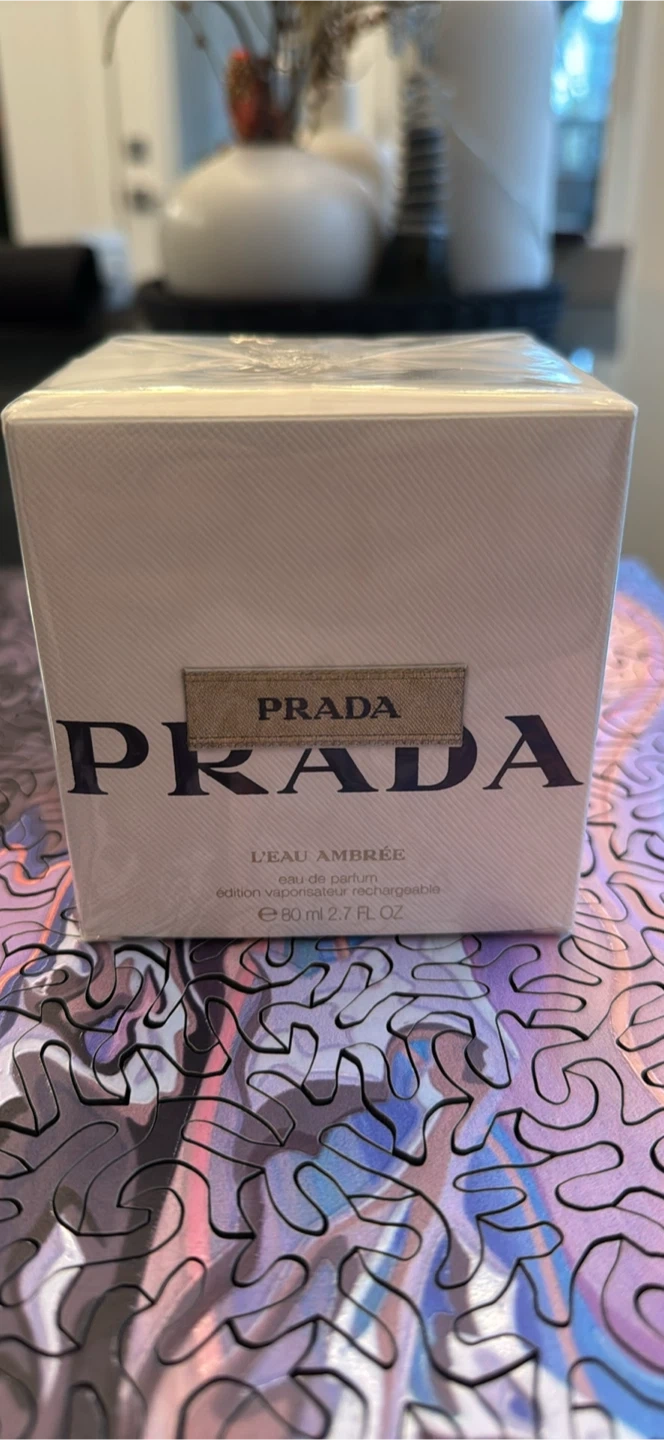 PRADA
PRADA
L'EAU AMBRÉE
eau de parfum
édition vaporisateur rechargeable
℮ 80 ml 2.7 FL OZ